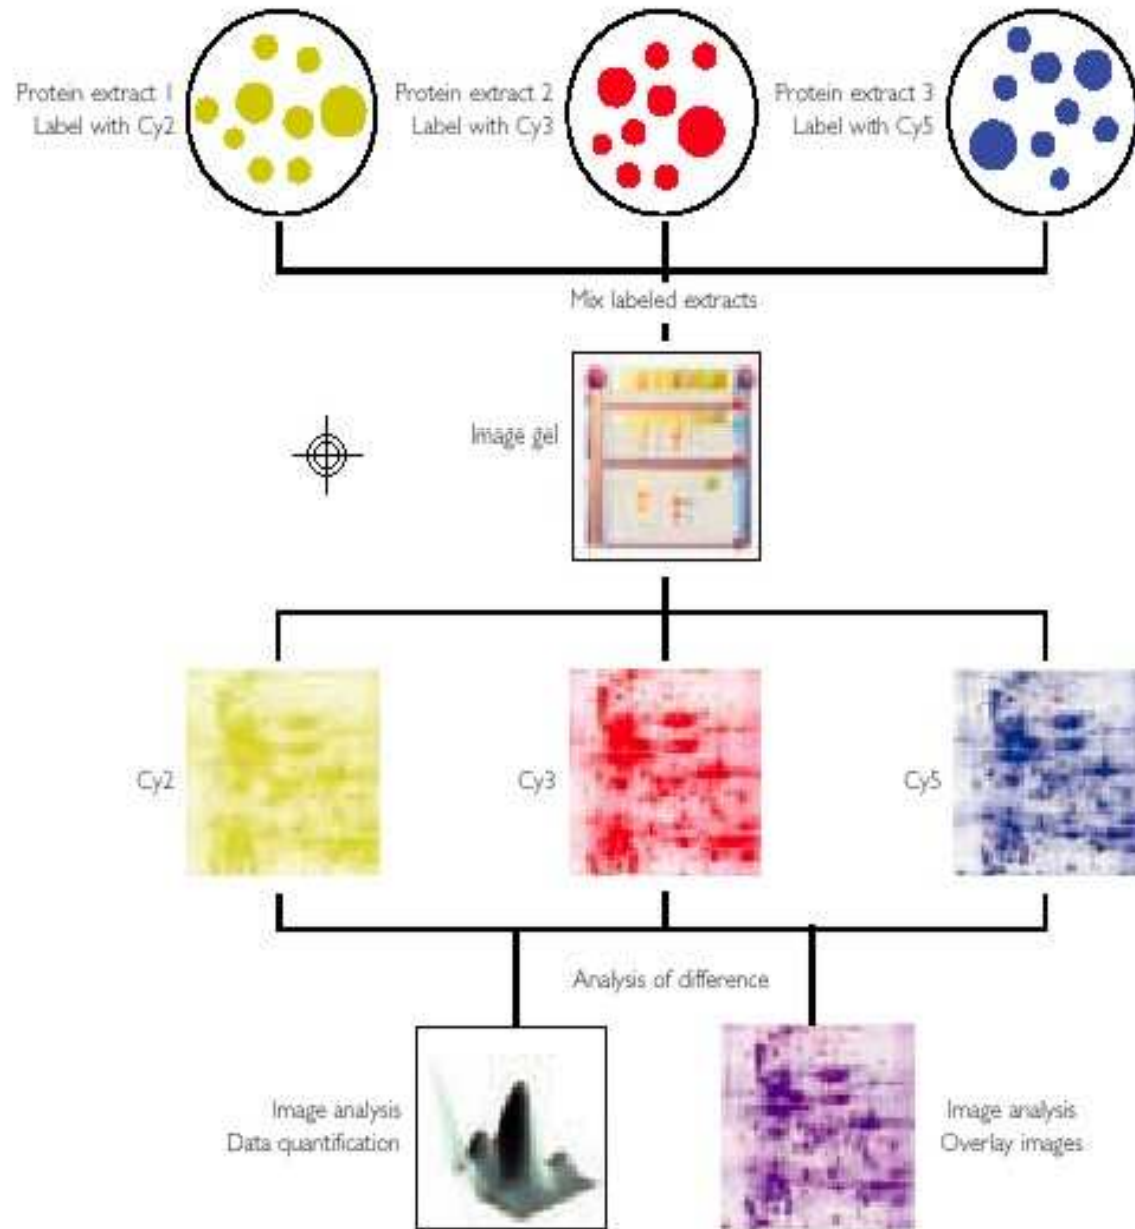 Protein extract 1
Label with Cy2
Protein extract 2
Label with Cy3
Protein extract 3
Label with Cy5
Mix labeled extracts
Image gel
Cy2
Cy3
Cy5
Analysis of difference
Image analysis
Data quantification
Image analysis
Overlay images